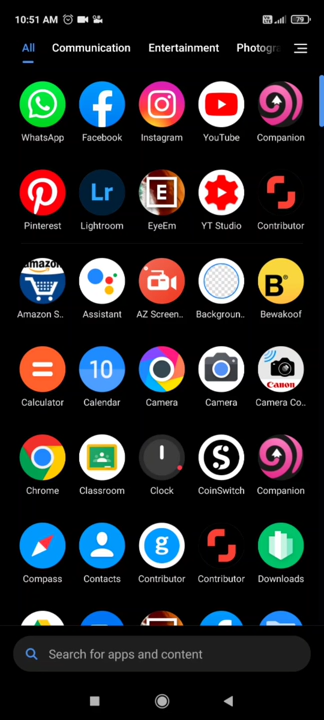 10:51 AM 79
All Communication Entertainment Photogra
WhatsApp Facebook Instagram YouTube Companion
Lr E
Pinterest Lightroom EyeEm YT Studio Contributor
amazon B
Amazon S.. Assistant AZ Screen.. Backgroun.. Bewakoof
10 Canon
Calculator Calendar Camera Camera Camera Co..
Chrome Classroom Clock CoinSwitch Companion
g
Compass Contacts Contributor Contributor Downloads
Search for apps and content